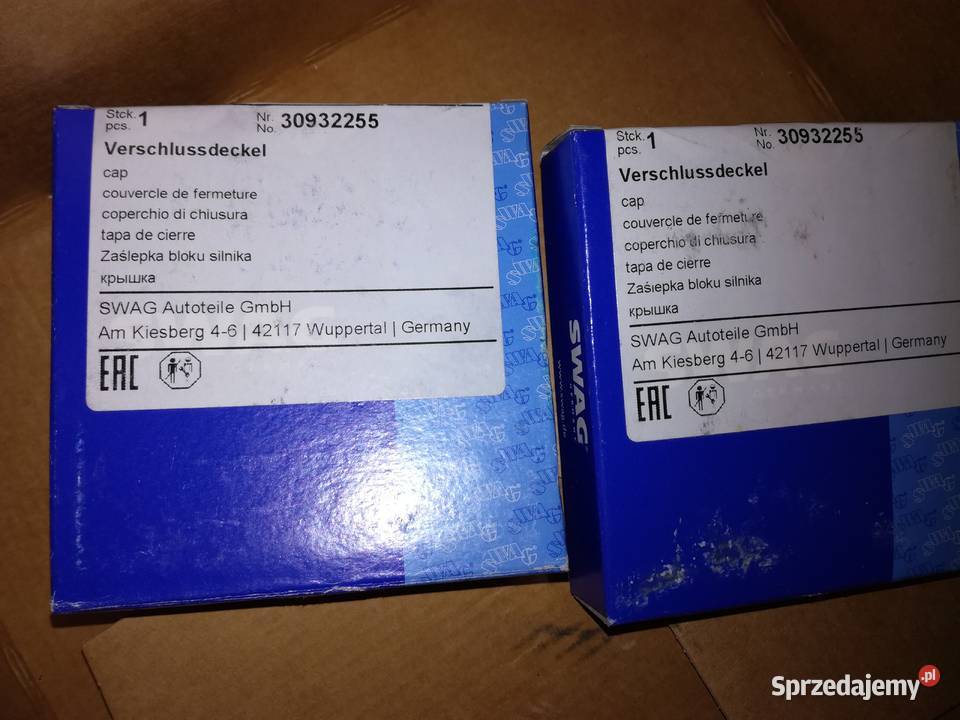 Stck. 1
pcs.
Nr. 30932255
No.
Verschlussdeckel
cap
couvercle de fermeture
coperchio di chiusura
tapa de cierre
Zaślepka bloku silnika
крышка
SWAG Autoteile GmbH
Am Kiesberg 4-6 | 42117 Wuppertal | Germany
EAC
Stck. 1
pcs.
Nr. 30932255
No.
Verschlussdeckel
cap
couvercle de fermeture
coperchio di chiusura
tapa de cierre
Zaślepka bloku silnika
крышка
SWAG Autoteile GmbH
Am Kiesberg 4-6 | 42117 Wuppertal | Germany
EAC
SWAG
www.swag.de
Sprzedajemy.pl